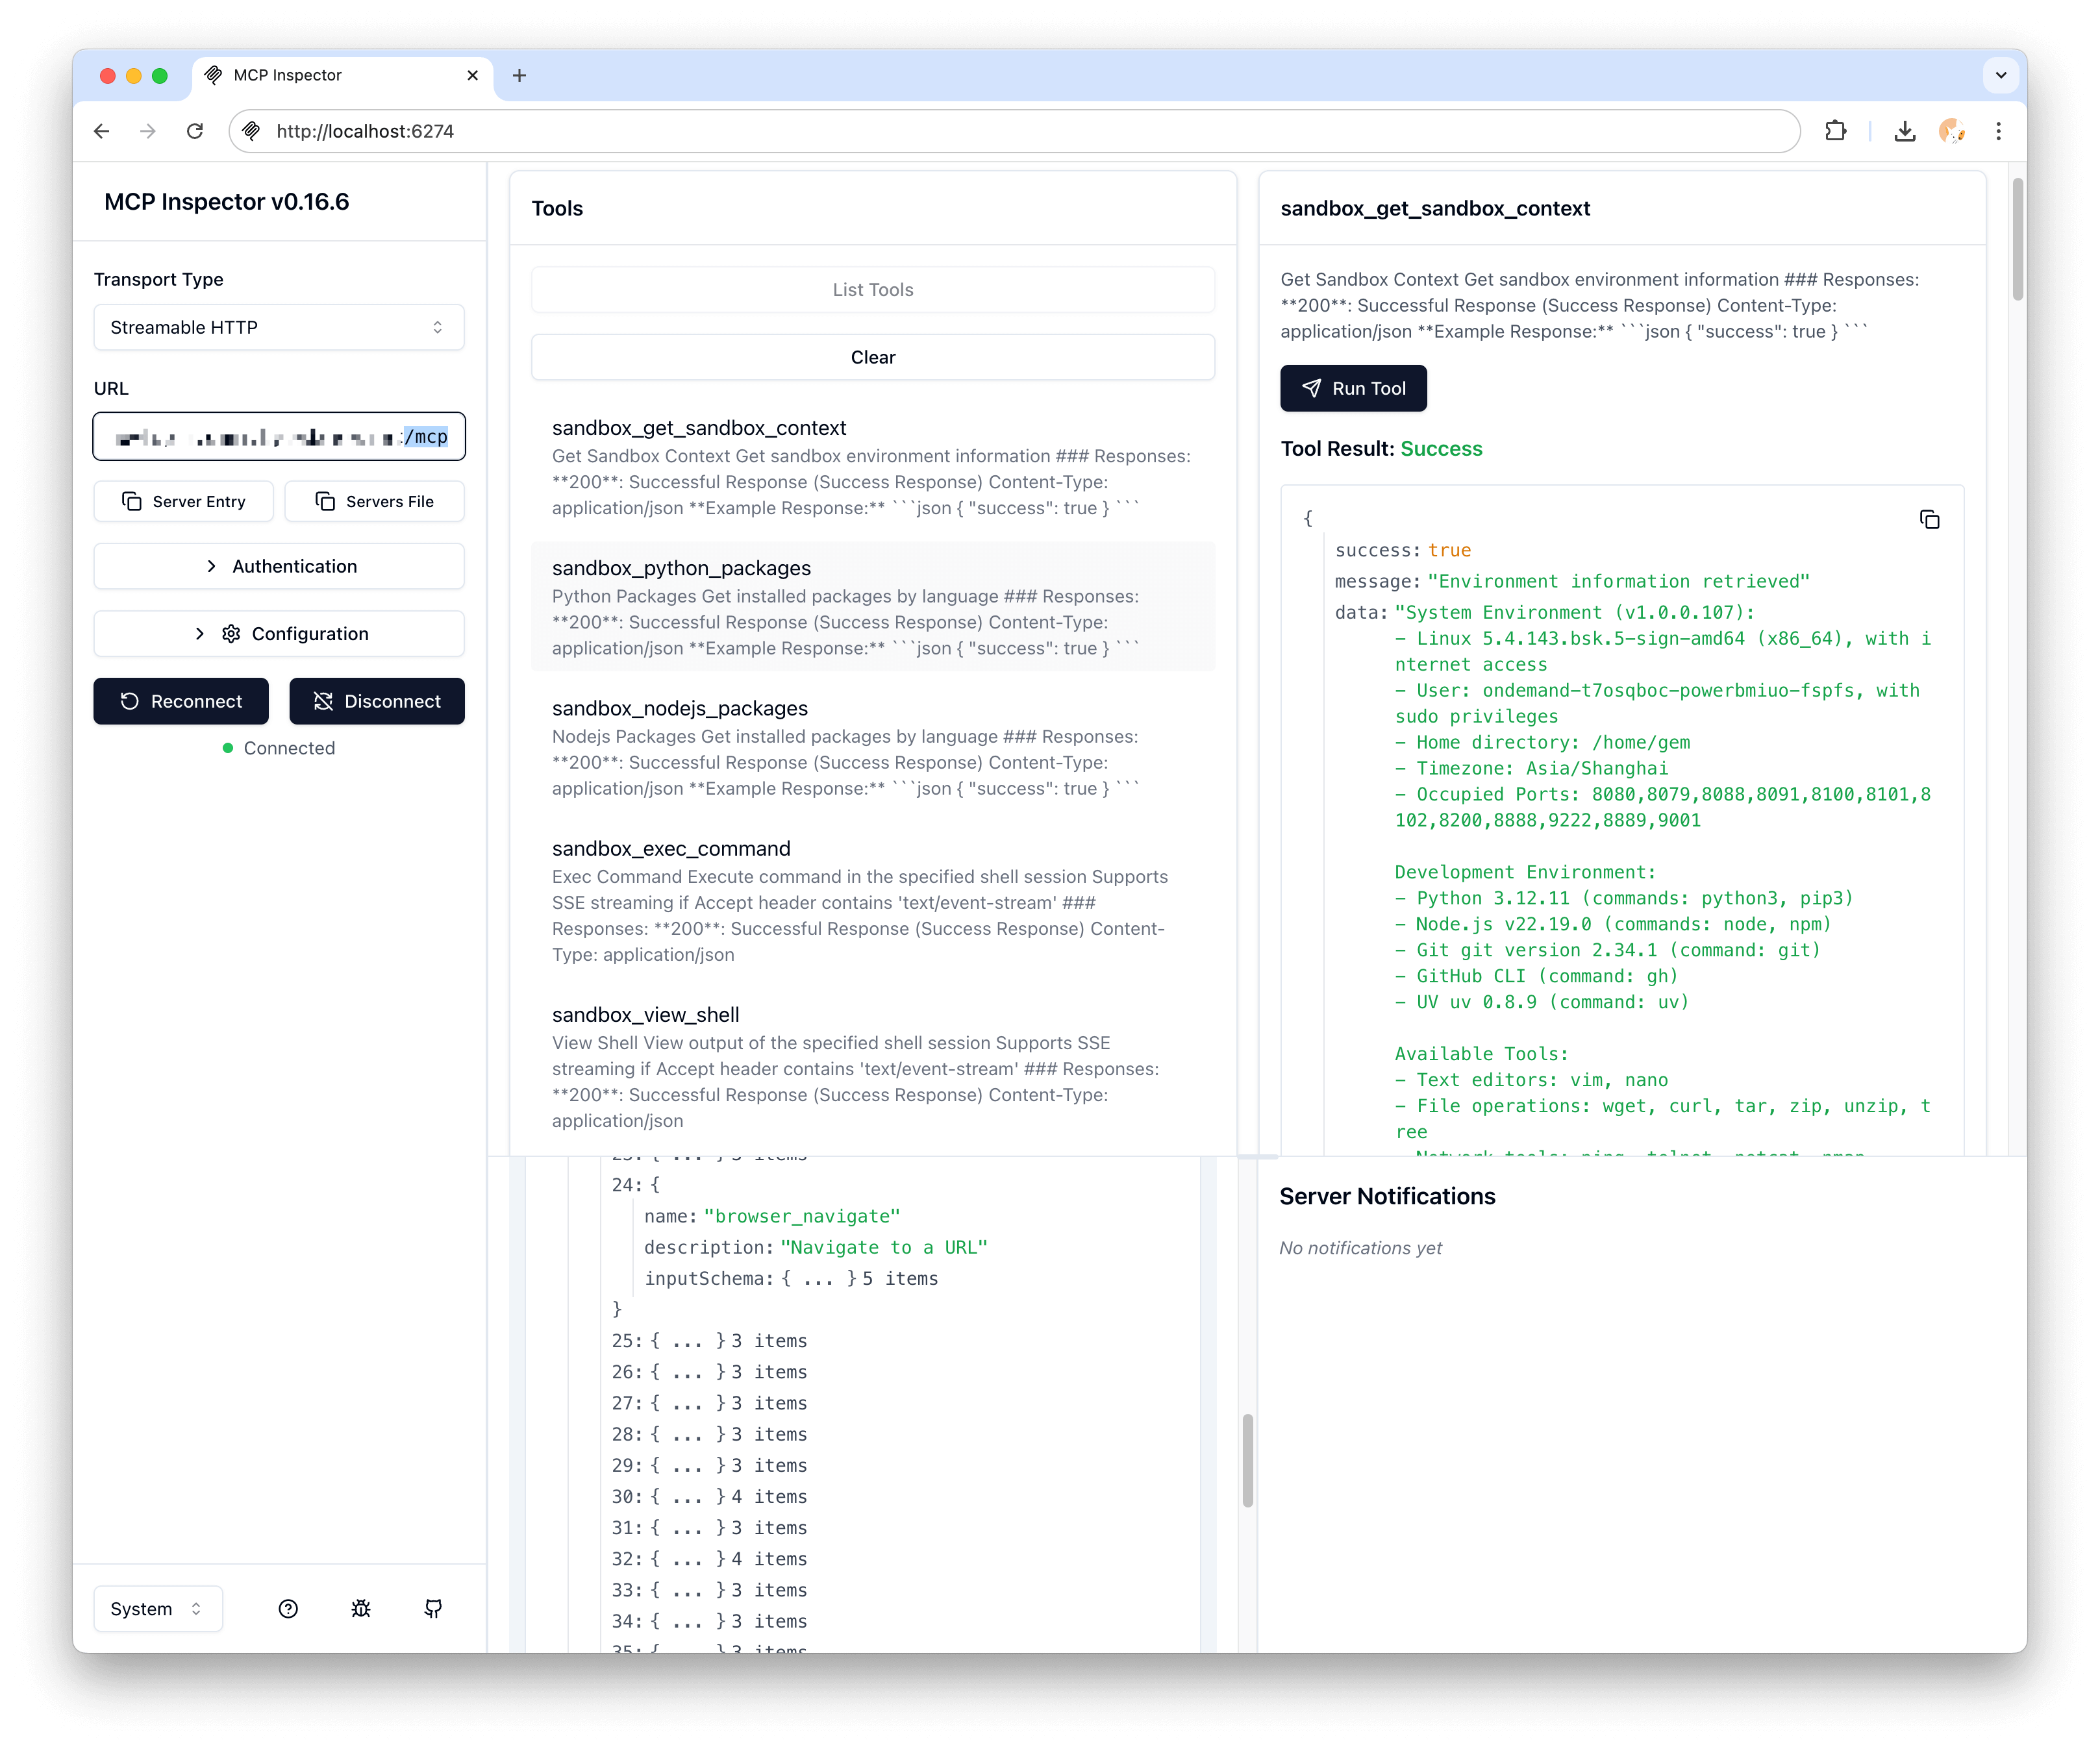 MCP Inspector
http://localhost:6274
MCP Inspector v0.16.6
Transport Type
Streamable HTTP
URL
/mcp
Server Entry
Servers File
Authentication
Configuration
Reconnect
Disconnect
Connected
System
Tools
List Tools
Clear
sandbox_get_sandbox_context
Get Sandbox Context Get sandbox environment information ### Responses:
**200**: Successful Response (Success Response) Content-Type:
application/json **Example Response:** ```json { "success": true } ```
sandbox_python_packages
Python Packages Get installed packages by language ### Responses:
**200**: Successful Response (Success Response) Content-Type:
application/json **Example Response:** ```json { "success": true } ```
sandbox_nodejs_packages
Nodejs Packages Get installed packages by language ### Responses:
**200**: Successful Response (Success Response) Content-Type:
application/json **Example Response:** ```json { "success": true } ```
sandbox_exec_command
Exec Command Execute command in the specified shell session Supports
SSE streaming if Accept header contains 'text/event-stream' ###
Responses: **200**: Successful Response (Success Response) Content-
Type: application/json
sandbox_view_shell
View Shell View output of the specified shell session Supports SSE
streaming if Accept header contains 'text/event-stream' ### Responses:
**200**: Successful Response (Success Response) Content-Type:
application/json
sandbox_get_sandbox_context
Get Sandbox Context Get sandbox environment information ### Responses:
**200**: Successful Response (Success Response) Content-Type:
application/json **Example Response:** ```json { "success": true } ```
Run Tool
Tool Result: Success
{
success: true
message: "Environment information retrieved"
data: "System Environment (v1.0.0.107):
- Linux 5.4.143.bsk.5-sign-amd64 (x86_64), with i
nternet access
- User: ondemand-t7osqboc-powerbmiuo-fspfs, with
sudo privileges
- Home directory: /home/gem
- Timezone: Asia/Shanghai
- Occupied Ports: 8080,8079,8088,8091,8100,8101,8
102,8200,8888,9222,8889,9001
Development Environment:
- Python 3.12.11 (commands: python3, pip3)
- Node.js v22.19.0 (commands: node, npm)
- Git git version 2.34.1 (command: git)
- GitHub CLI (command: gh)
- UV uv 0.8.9 (command: uv)
Available Tools:
- Text editors: vim, nano
- File operations: wget, curl, tar, zip, unzip, t
ree
- Network tools: ping, telnet, netcat, nmap
23: { ... } 3 items
24: {
name: "browser_navigate"
description: "Navigate to a URL"
inputSchema: { ... } 5 items
}
25: { ... } 3 items
26: { ... } 3 items
27: { ... } 3 items
28: { ... } 3 items
29: { ... } 3 items
30: { ... } 4 items
31: { ... } 3 items
32: { ... } 4 items
33: { ... } 3 items
34: { ... } 3 items
35: { ... } 3 items
Server Notifications
No notifications yet